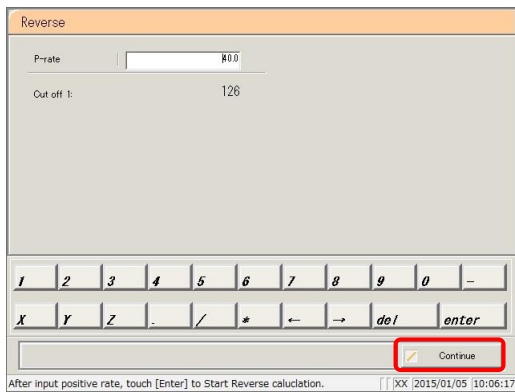 Reverse
P-rate 40.0
Cut off 1: 126
1 2 3 4 5 6 7 8 9 0 -
X Y Z . / * ← → del enter
Continue
After input positive rate, touch [Enter] to Start Reverse caluclation. XX 2015/01/05 10:06:17